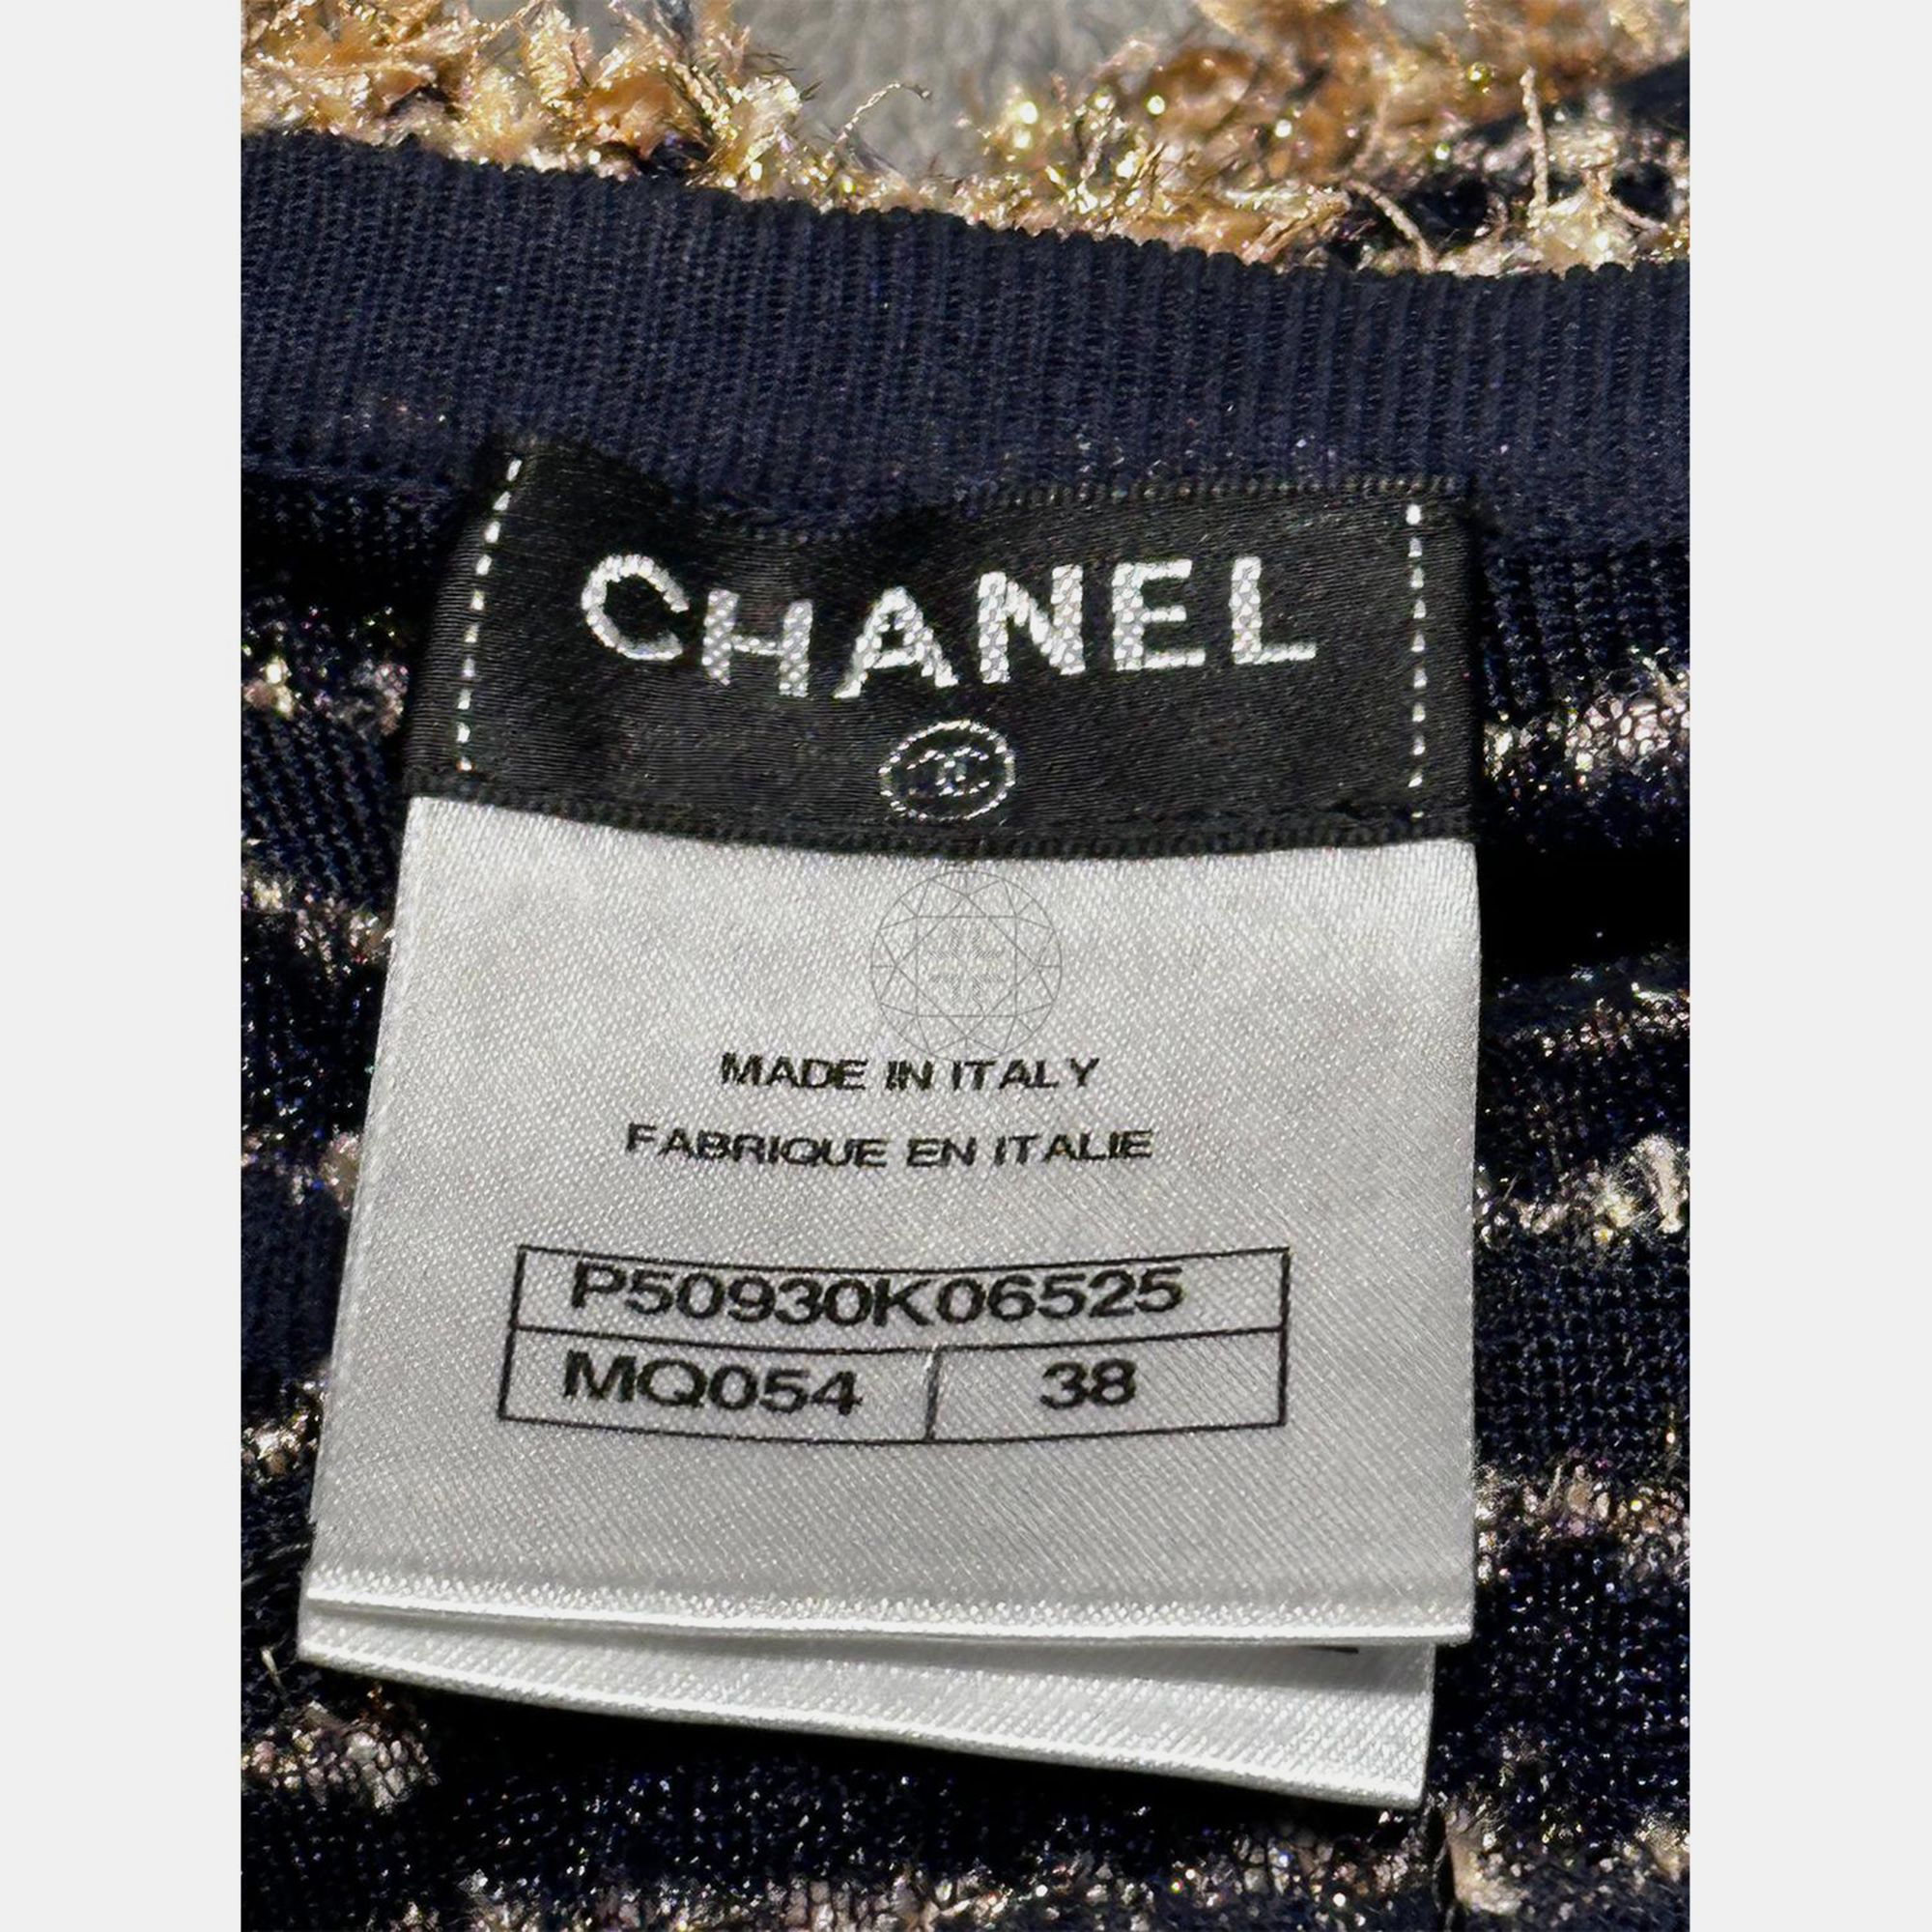 CHANEL
MADE IN ITALY
FABRIQUE EN ITALIE
P50930K06525
MQ054 38